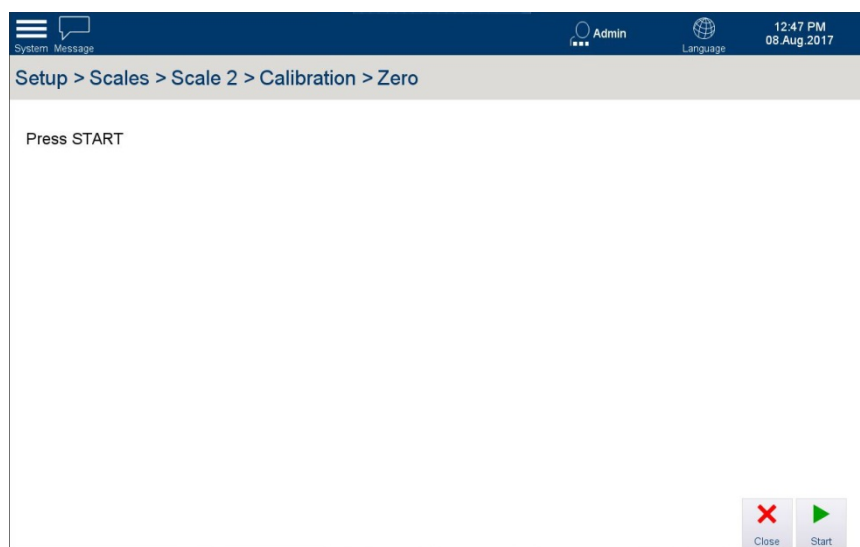 System Message
Admin
Language
12:47 PM
08.Aug.2017
Setup > Scales > Scale 2 > Calibration > Zero
Press START
Close
Start